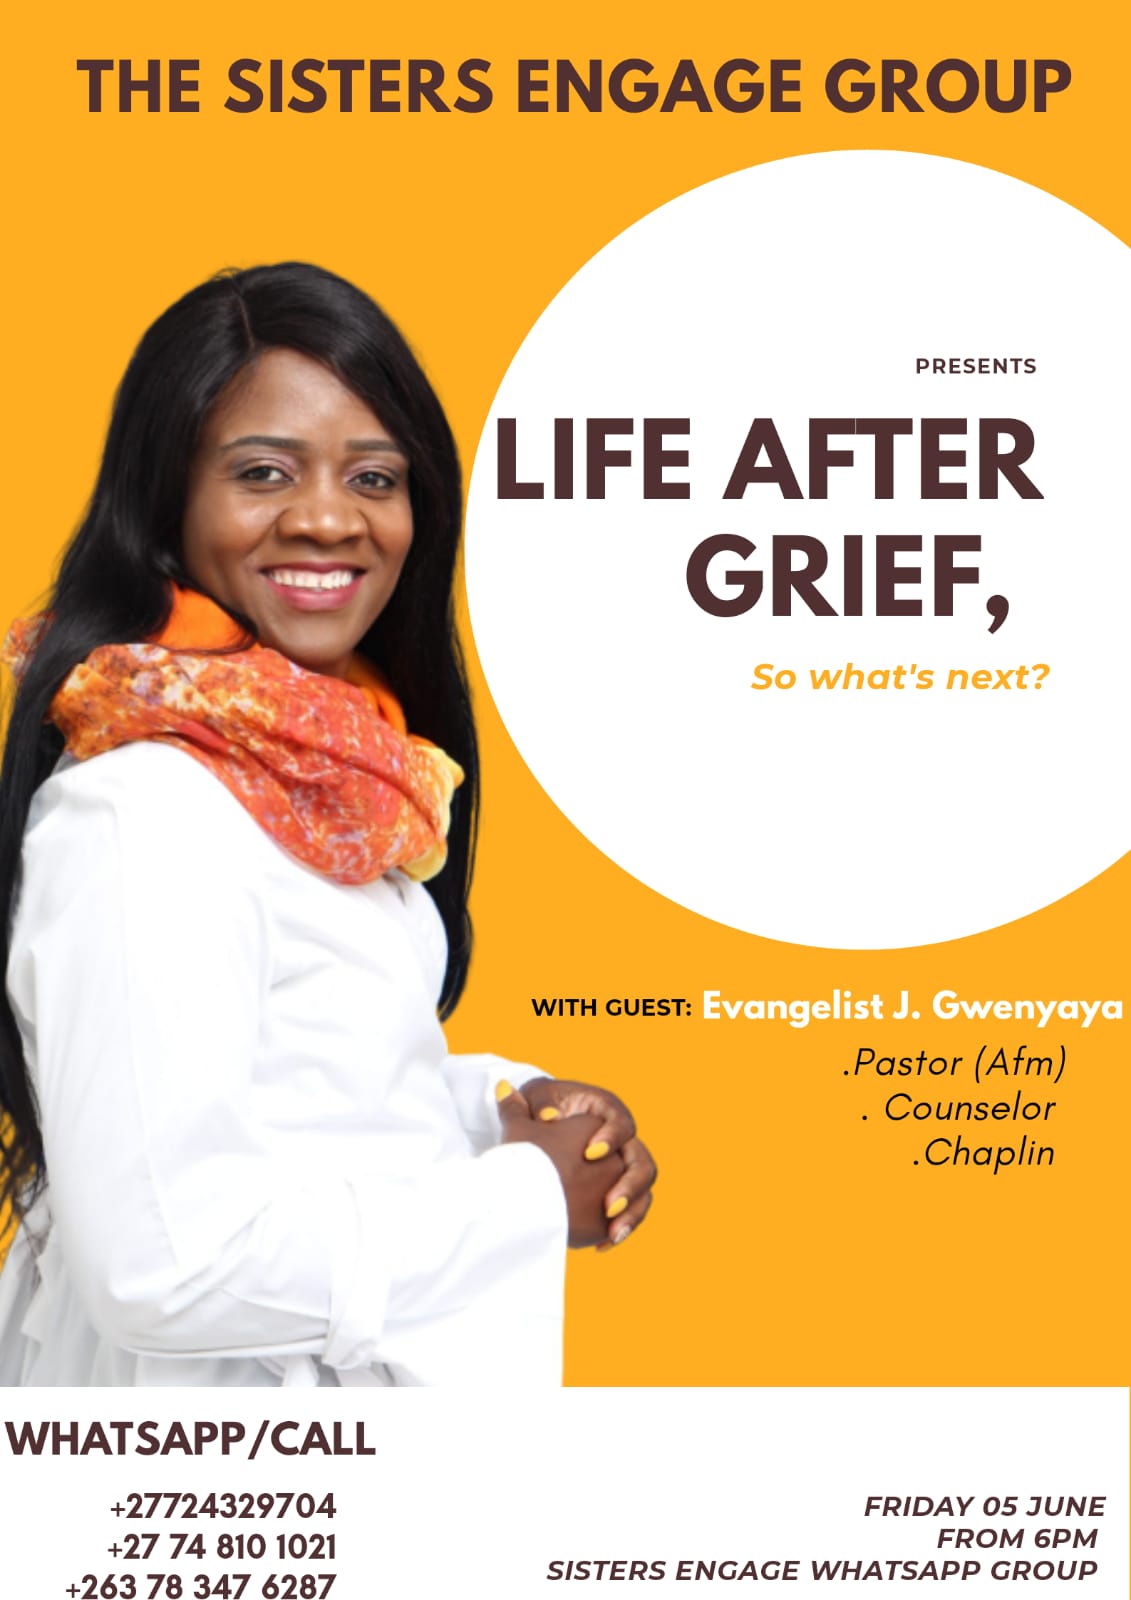 THE SISTERS ENGAGE GROUP
PRESENTS
LIFE AFTER
GRIEF,
So what's next?
WITH GUEST: Evangelist J. Gwenyaya
.Pastor (Afm)
. Counselor
.Chaplin
WHATSAPP/CALL
+27724329704
+27 74 810 1021
+263 78 347 6287
FRIDAY 05 JUNE
FROM 6PM
SISTERS ENGAGE WHATSAPP GROUP